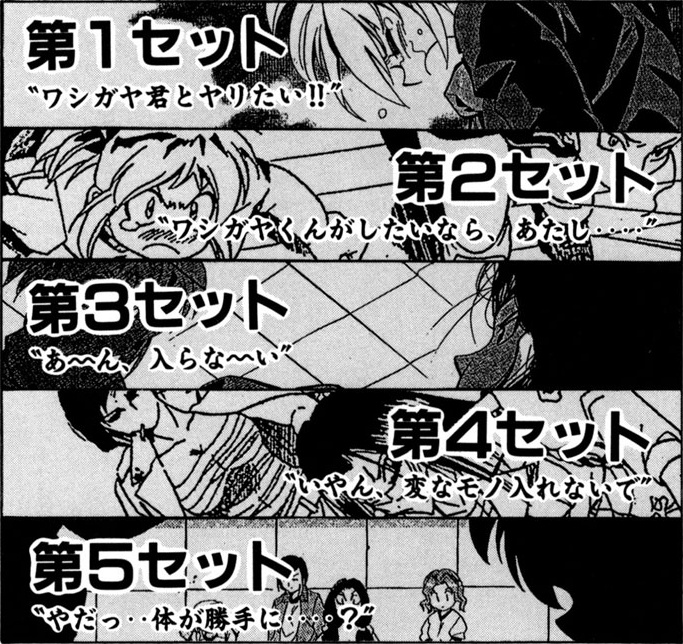 第1セット
〝ワシガヤ君とヤリたい!!〟
第2セット
〝ワシガヤくんがしたいなら、あたし‥‥〟
第3セット
〝あ〜〜ん、入らな〜〜い〟
第4セット
〝いやん、変なモノ入れないで〟
第5セット
〝やだっ‥体が勝手に‥‥?〟